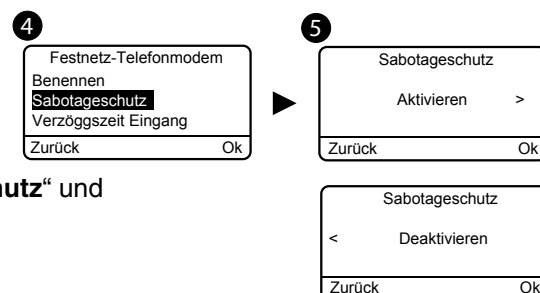 4
Festnetz-Telefonmodem
Benennen
Sabotageschutz
Verzöggszeit Eingang
Zurück Ok
5
Sabotageschutz
Aktivieren >
Zurück Ok
utz“ und
Sabotageschutz
< Deaktivieren
Zurück Ok